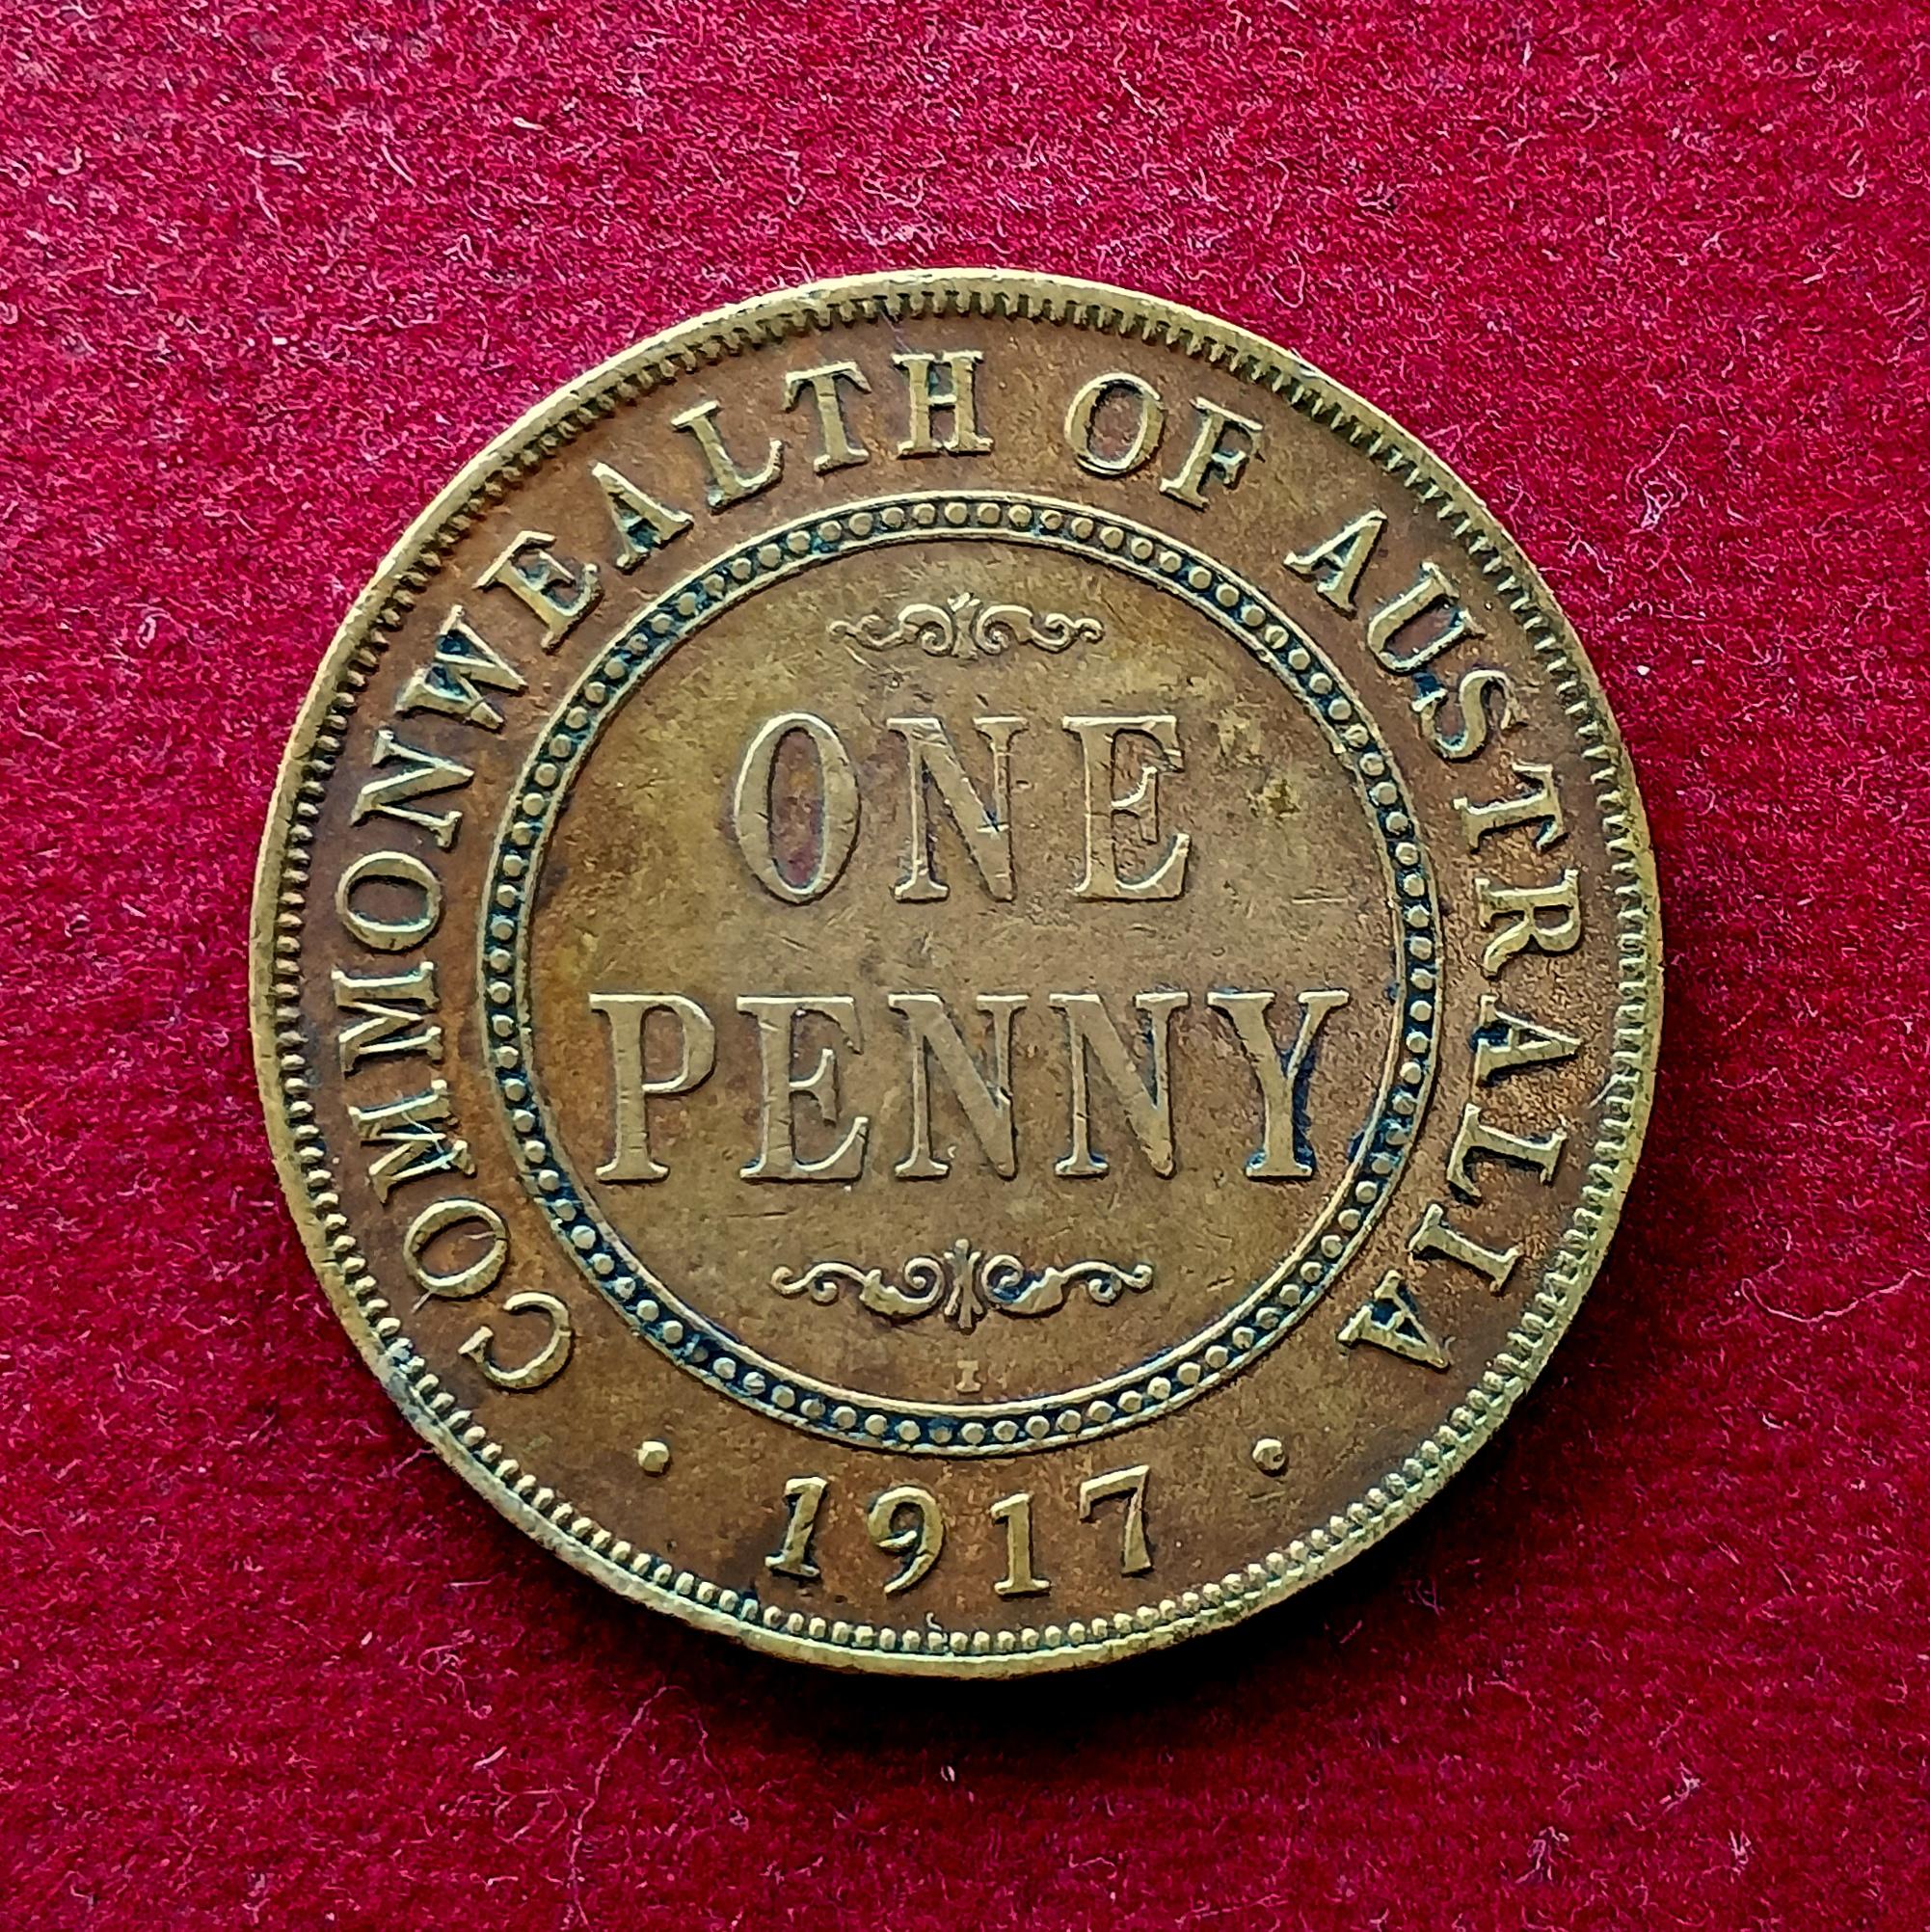 COMMONWEALTH OF AUSTRALIA
ONE
PENNY
I
· 1917 ·